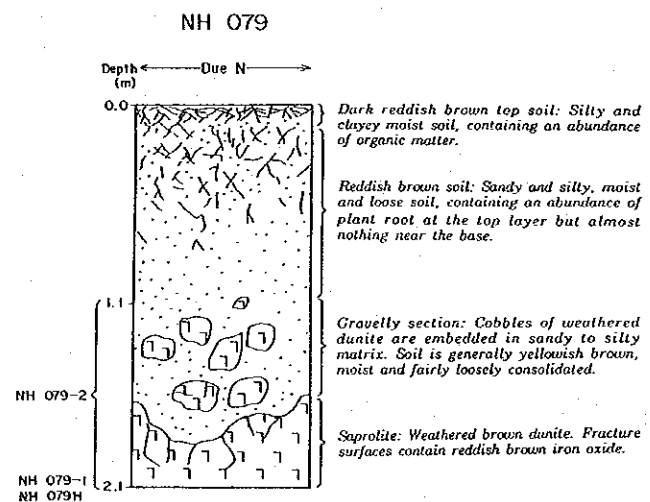 NH 079
Depth
(m)
Due N
0.0
Dark reddish brown top soil: Silty and
clayey moist soil, containing an abundance
of organic matter.
Reddish brown soil: Sandy and silty, moist
and loose soil, containing an abundance of
plant root at the top layer but almost
nothing near the base.
1.1
Gravelly section: Cobbles of weathered
dunite are embedded in sandy to silty
matrix. Soil is generally yellowish brown,
moist and fairly loosely consolidated.
NH 079-2
Saprolite: Weathered brown dunite. Fracture
surfaces contain reddish brown iron oxide.
NH 079-1
NH 079H
2.1